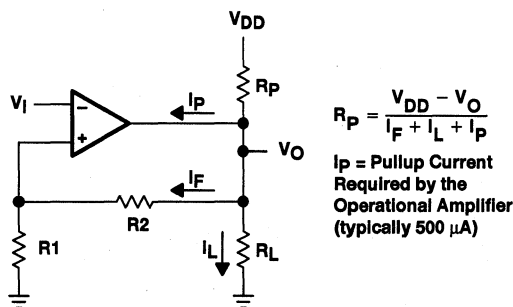 VDD
RP
VI
−
+
IP
VO
IF
R2
R1
IL
RL
RP = VDD − VO
IF + IL + IP
IP = Pullup Current
Required by the
Operational Amplifier
(typically 500 µA)